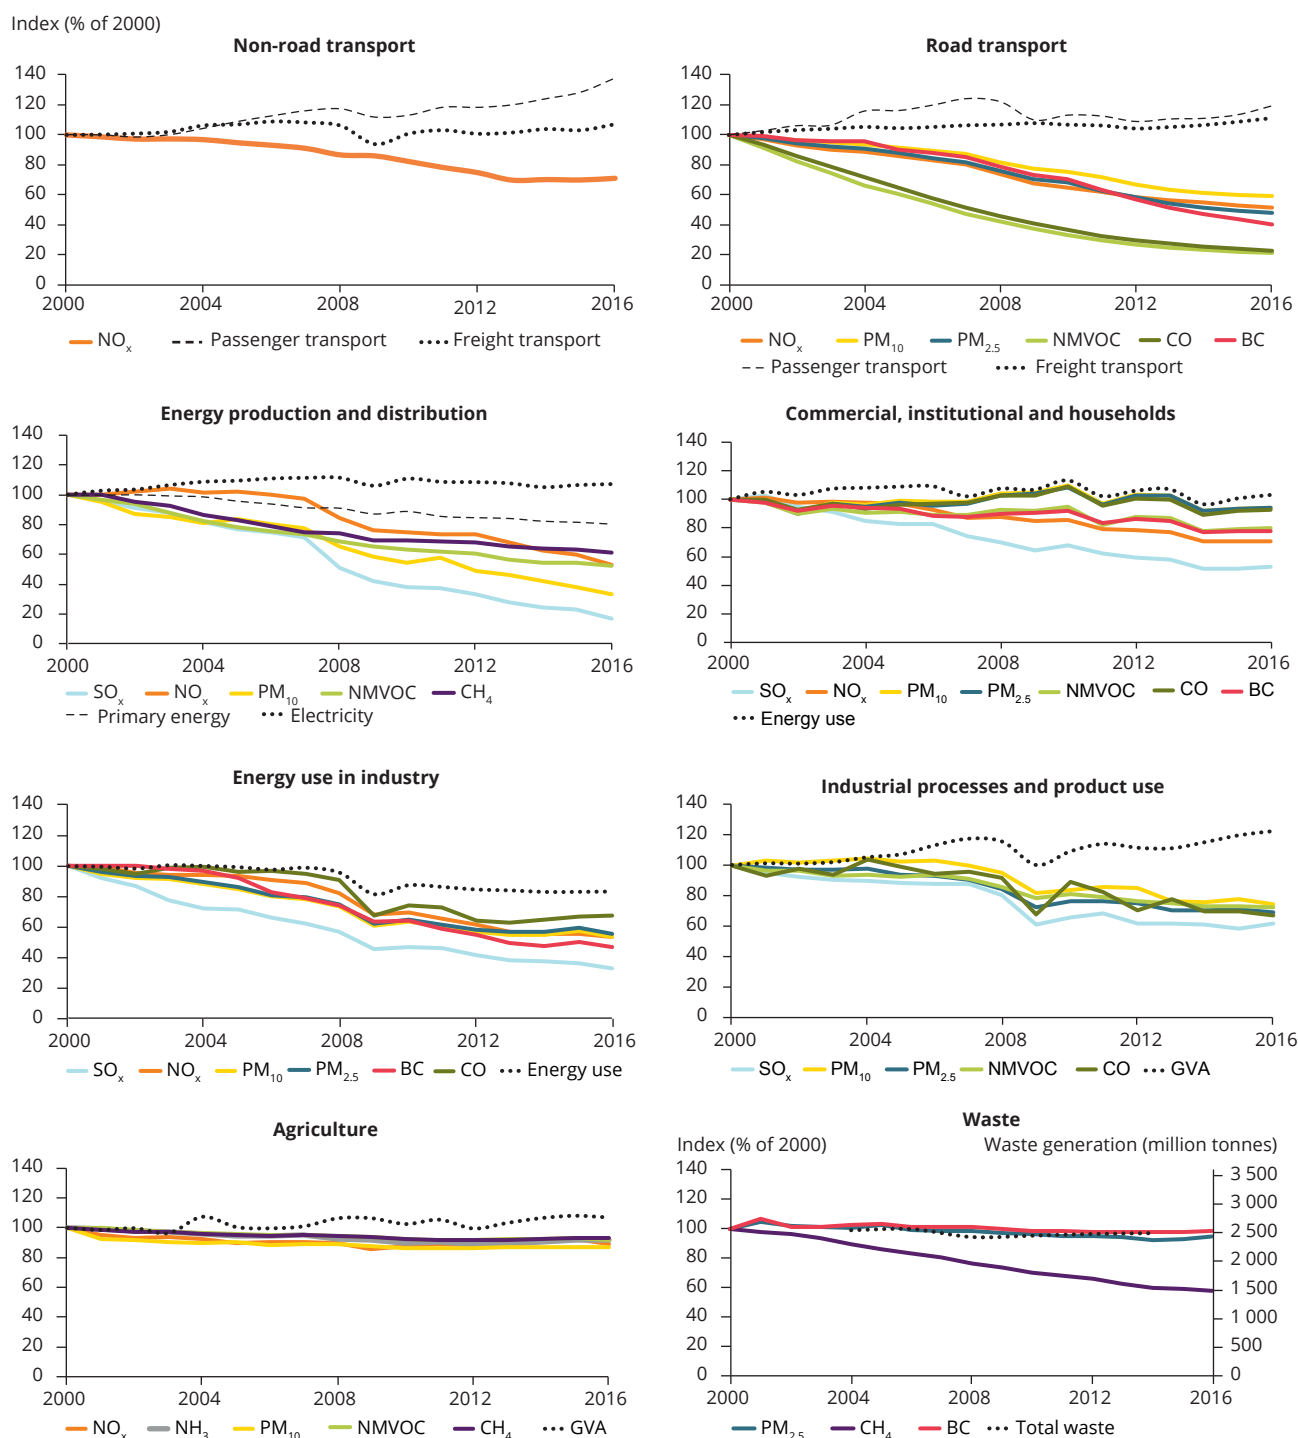 Index (% of 2000)
Non-road transport
140
120
100
80
60
40
20
0
2000 2004 2008 2012 2016
NOx Passenger transport Freight transport
Road transport
140
120
100
80
60
40
20
0
2000 2004 2008 2012 2016
NOx PM10 PM2.5 NMVOC CO BC
Passenger transport Freight transport
Energy production and distribution
140
120
100
80
60
40
20
0
2000 2004 2008 2012 2016
SOx NOx PM10 NMVOC CH4
Primary energy Electricity
Commercial, institutional and households
140
120
100
80
60
40
20
0
2000 2004 2008 2012 2016
SOx NOx PM10 PM2.5 NMVOC CO BC
Energy use
Energy use in industry
140
120
100
80
60
40
20
0
2000 2004 2008 2012 2016
SOx NOx PM10 PM2.5 BC CO Energy use
Industrial processes and product use
140
120
100
80
60
40
20
0
2000 2004 2008 2012 2016
SOx PM10 PM2.5 NMVOC CO GVA
Agriculture
140
120
100
80
60
40
20
0
2000 2004 2008 2012 2016
NOx NH3 PM10 NMVOC CH4 GVA
Waste
Index (% of 2000) Waste generation (million tonnes)
140
120
100
80
60
40
20
0
3 500
3 000
2 500
2 000
1 500
1 000
500
0
2000 2004 2008 2012 2016
PM2.5 CH4 BC Total waste